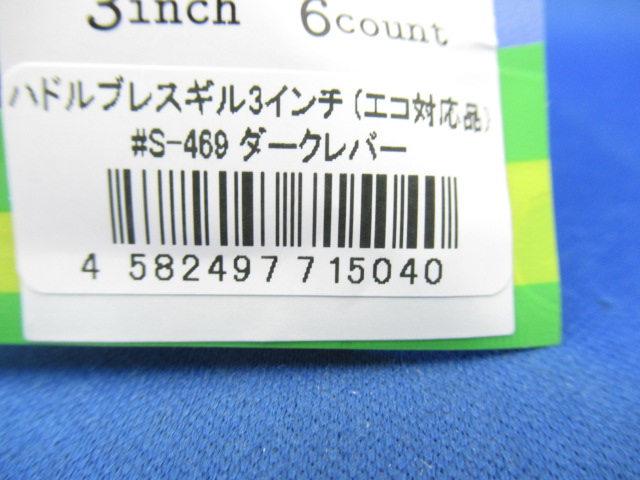 3inch 6count
ハドルブレスギル3インチ(エコ対応品)
#S-469 ダークレバー
4 582497 715040